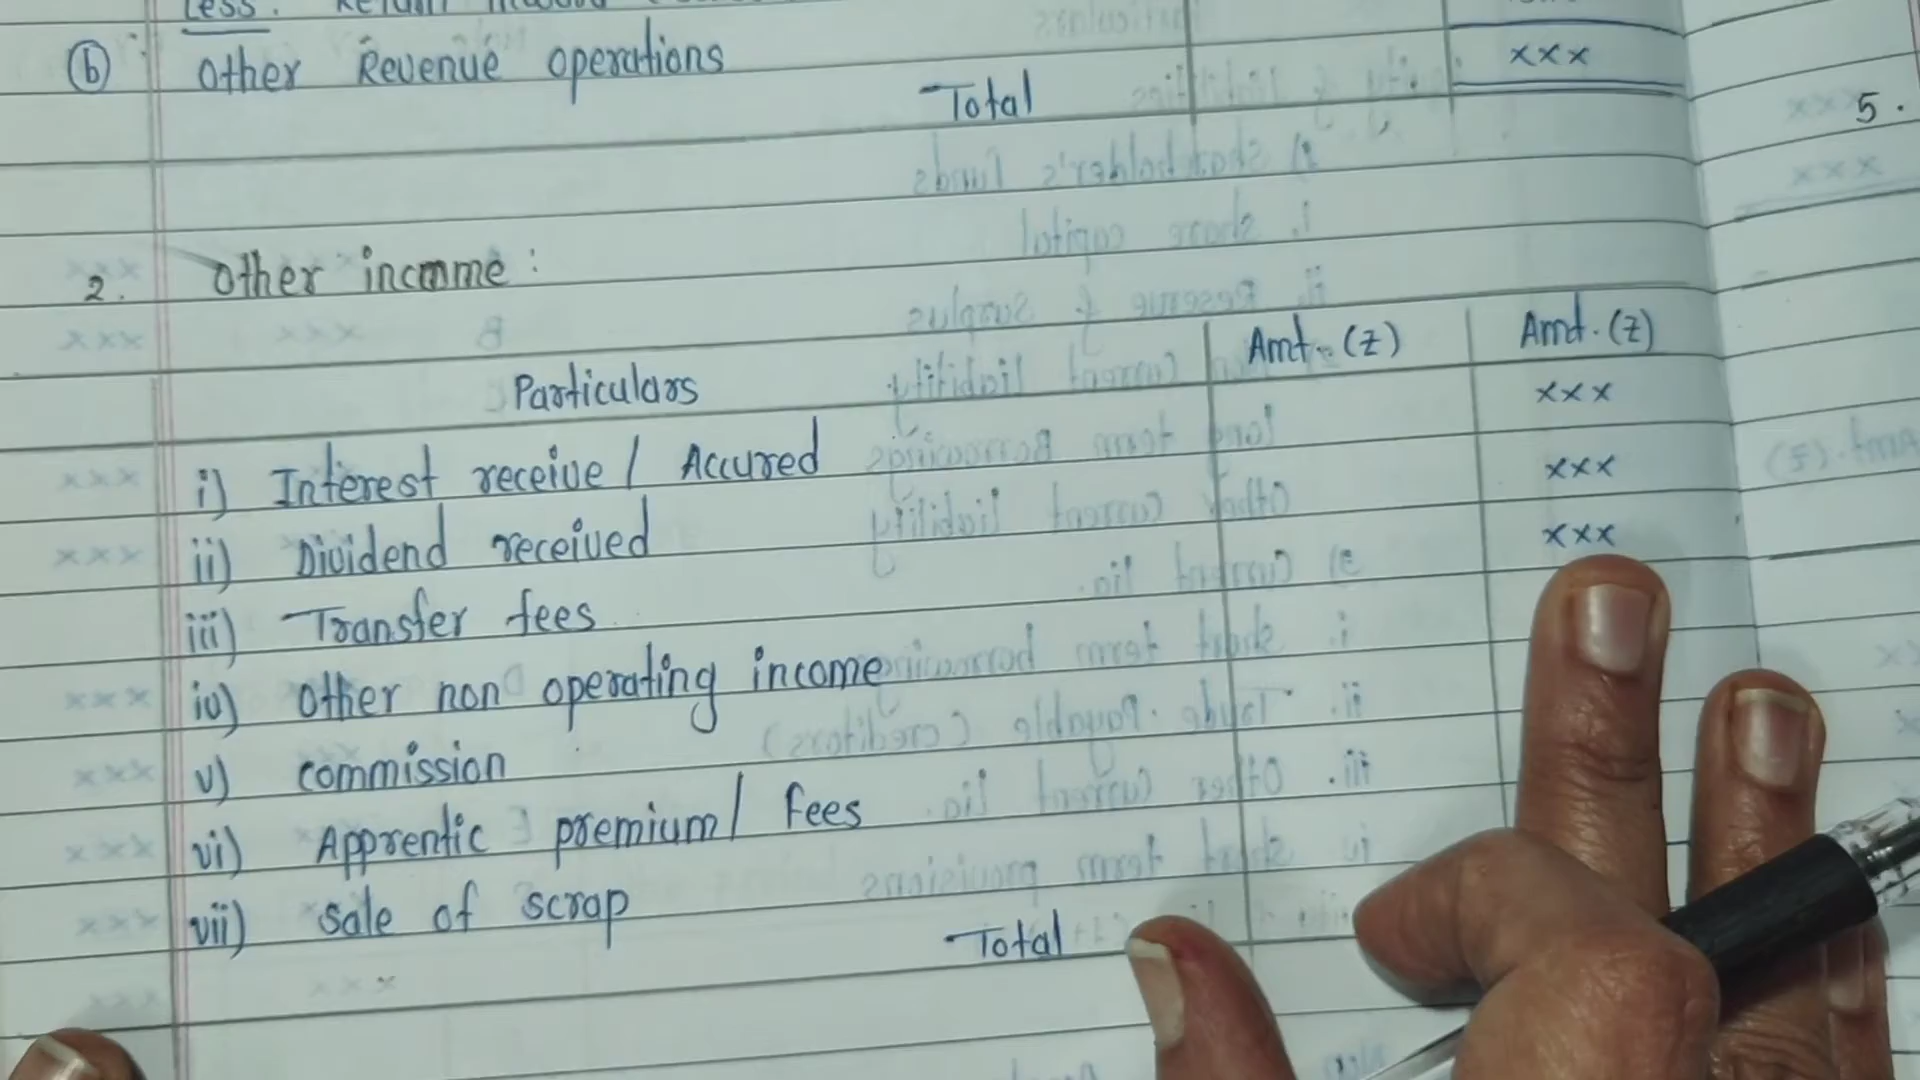 Less:
(b) Other Revenue operations xxx
Total
5.
2. Other income:
Particulars Amt. (₹) Amt. (₹)
i) Interest receive / Accured xxx
ii) Dividend received xxx
iii) Transfer fees xxx
iv) Other non operating income
v) commission
vi) Apprentic premium / Fees
vii) sale of scrap
Total